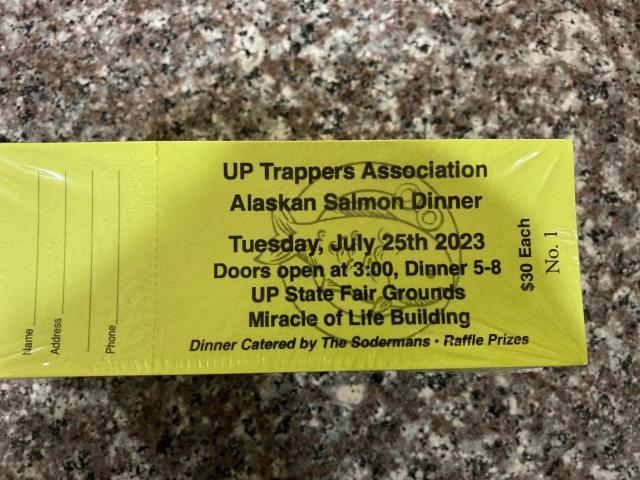 UP Trappers Association
Alaskan Salmon Dinner
Tuesday, July 25th 2023
Doors open at 3:00, Dinner 5-8
UP State Fair Grounds
Miracle of Life Building
Dinner Catered by The Sodermans • Raffle Prizes
$30 Each
No. 1
Name
Address
Phone